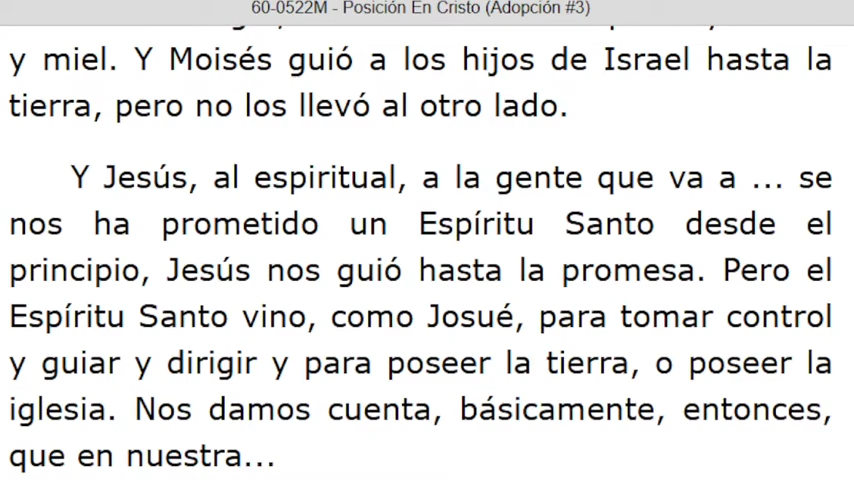 60-0522M - Posición En Cristo (Adopción #3)
y miel. Y Moisés guió a los hijos de Israel hasta la
tierra, pero no los llevó al otro lado.
Y Jesús, al espiritual, a la gente que va a ... se
nos ha prometido un Espíritu Santo desde el
principio, Jesús nos guió hasta la promesa. Pero el
Espíritu Santo vino, como Josué, para tomar control
y guiar y dirigir y para poseer la tierra, o poseer la
iglesia. Nos damos cuenta, básicamente, entonces,
que en nuestra...